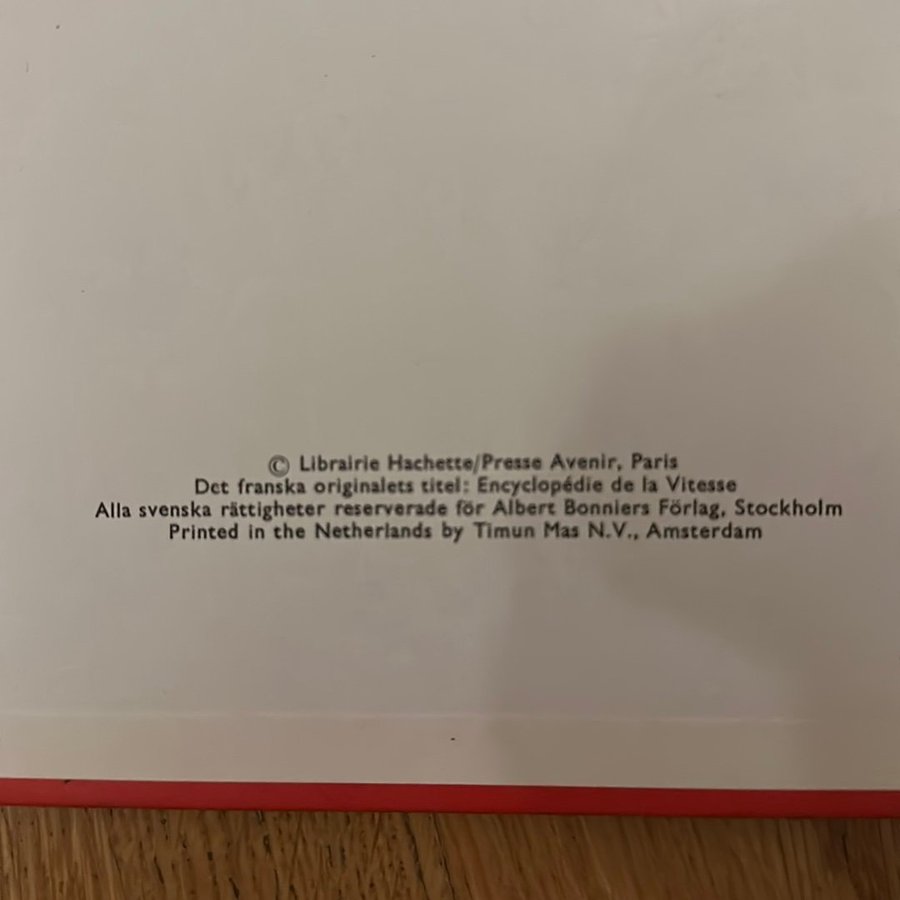 © Librairie Hachette/Presse Avenir, Paris
Det franska originalets titel: Encyclopédie de la Vitesse
Alla svenska rättigheter reserverade för Albert Bonniers Förlag, Stockholm
Printed in the Netherlands by Timun Mas N.V., Amsterdam